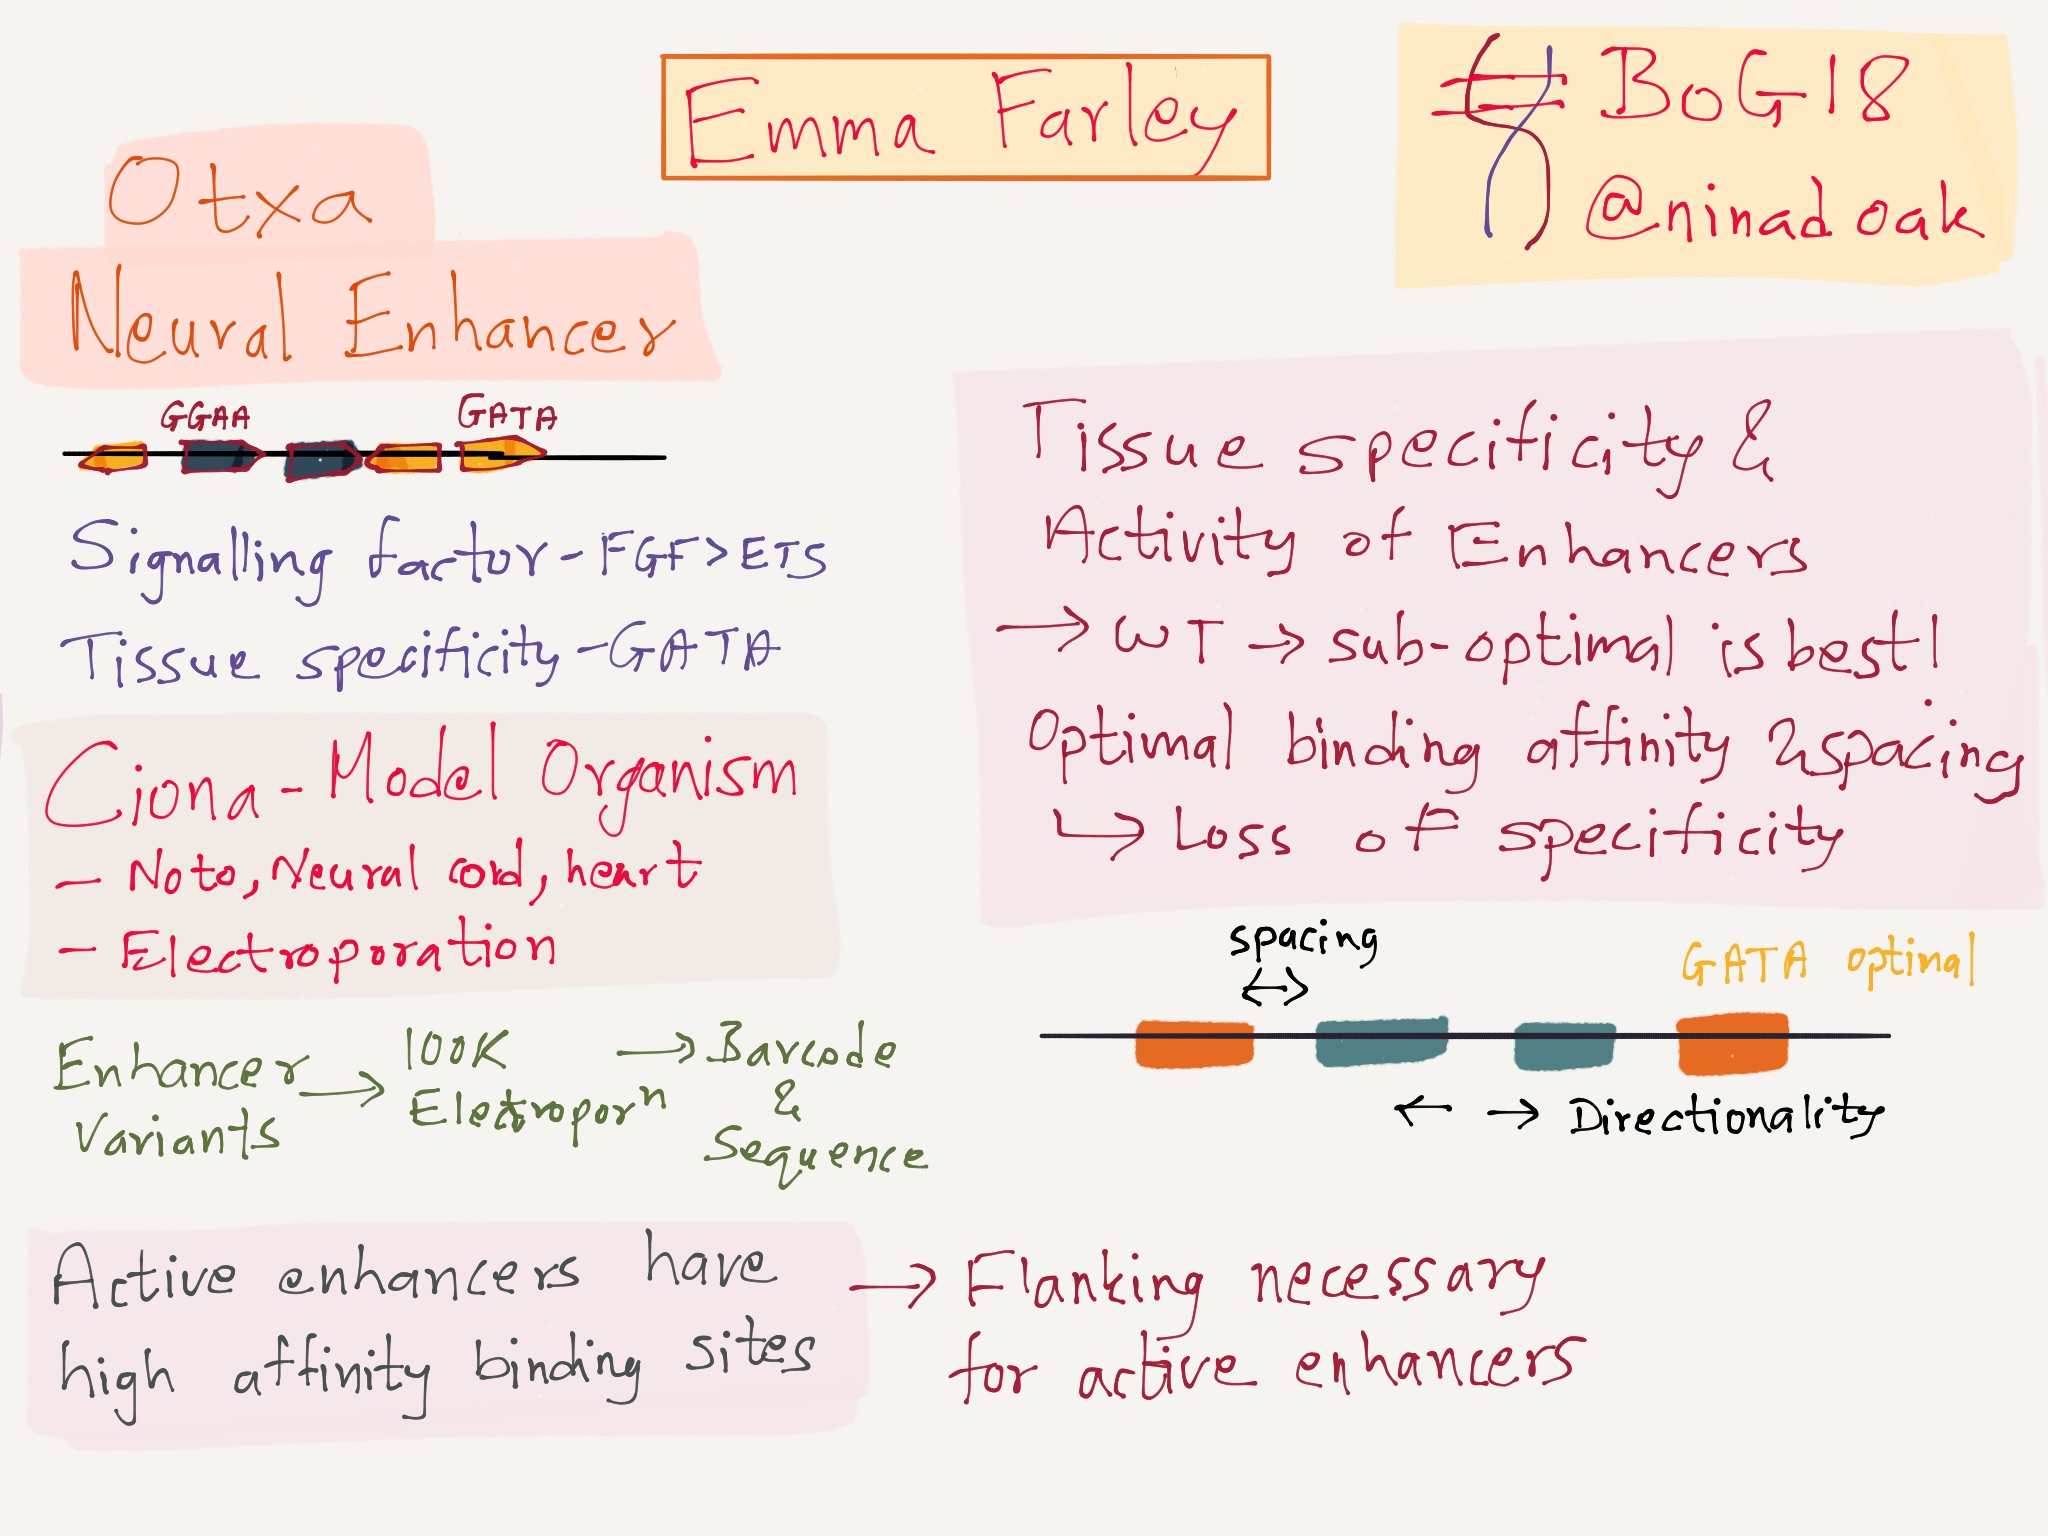 Emma Farley
# BoG18
@ninadoak
Otxa
Neural Enhancer
GGAA GATA
Signalling factor - FGF > ETS
Tissue specificity - GATA
Ciona - Model Organism
- Noto, Neural cord, heart
- Electroporation
Enhancer Variants → 100K Electroporⁿ → Barcode & Sequence
Active enhancers have
high affinity binding sites
Tissue specificity &
Activity of Enhancers
→ WT → sub-optimal is best!
Optimal binding affinity & spacing
↳ Loss of specificity
spacing
↔
GATA optimal
← → Directionality
→ Flanking necessary
for active enhancers